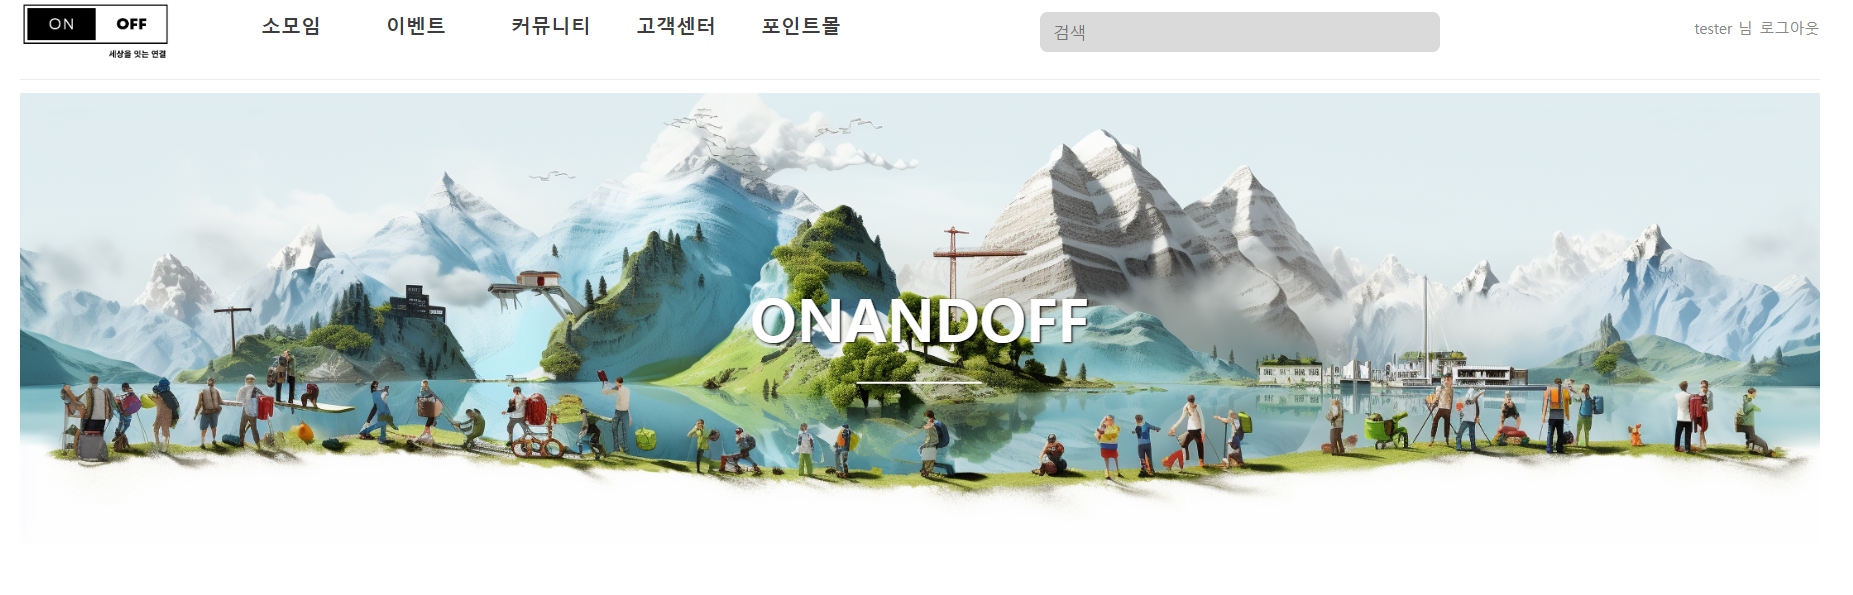 ON OFF
세상을 잇는 연결
소모임 이벤트 커뮤니티 고객센터 포인트몰
검색
tester 님 로그아웃
ONANDOFF